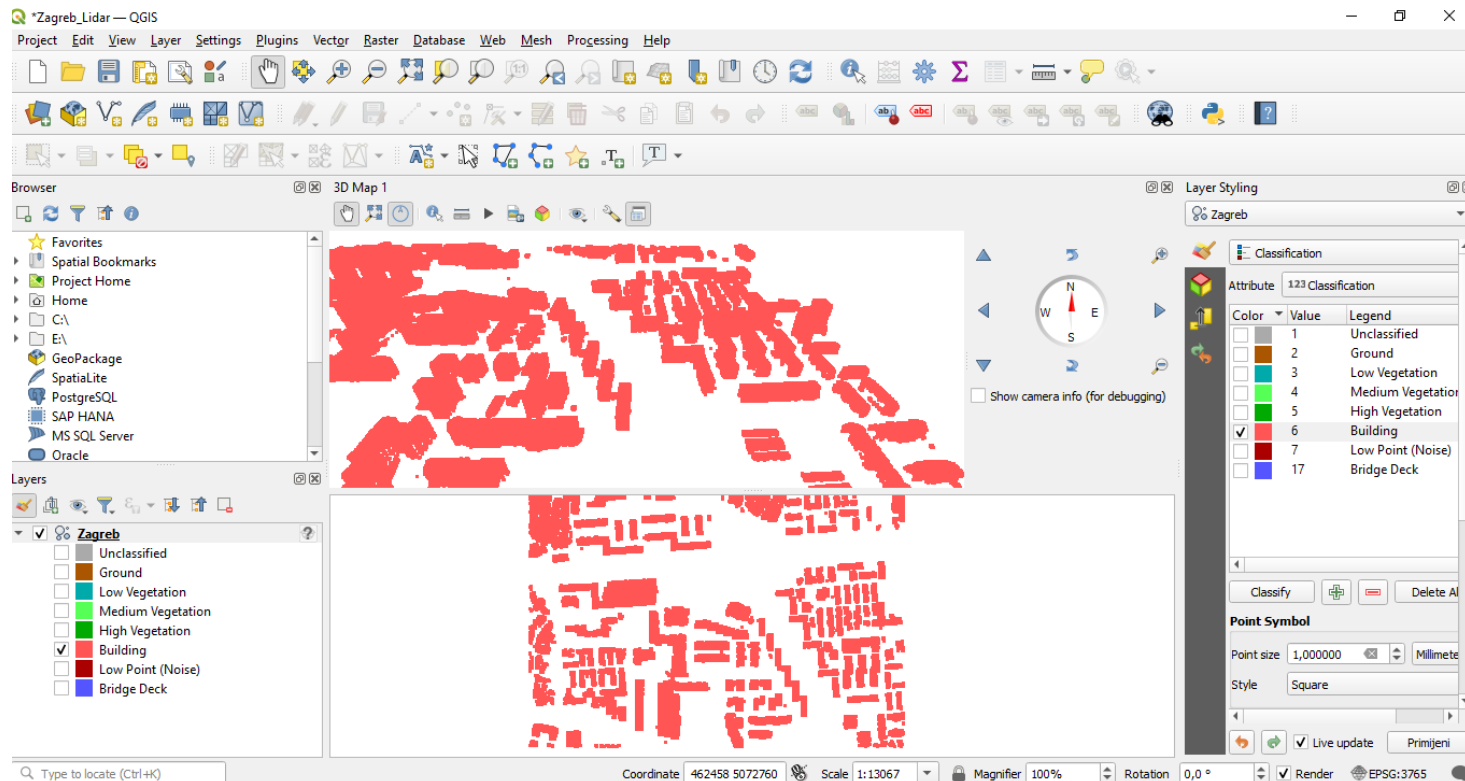 *Zagreb_Lidar — QGIS
Project Edit View Layer Settings Plugins Vector Raster Database Web Mesh Processing Help
Browser
Favorites
Spatial Bookmarks
Project Home
Home
C:\
E:\
GeoPackage
SpatiaLite
PostgreSQL
SAP HANA
MS SQL Server
Oracle
Layers
Zagreb
Unclassified
Ground
Low Vegetation
Medium Vegetation
High Vegetation
Building
Low Point (Noise)
Bridge Deck
3D Map 1
N
W E
S
Show camera info (for debugging)
Layer Styling
Zagreb
Classification
Attribute 123 Classification
Color Value Legend
1 Unclassified
2 Ground
3 Low Vegetation
4 Medium Vegetation
5 High Vegetation
6 Building
7 Low Point (Noise)
17 Bridge Deck
Classify Delete Al
Point Symbol
Point size 1,000000 Millimete
Style Square
Live update Primijeni
Type to locate (Ctrl+K) Coordinate 462458 5072760 Scale 1:13067 Magnifier 100% Rotation 0,0 ° Render EPSG:3765